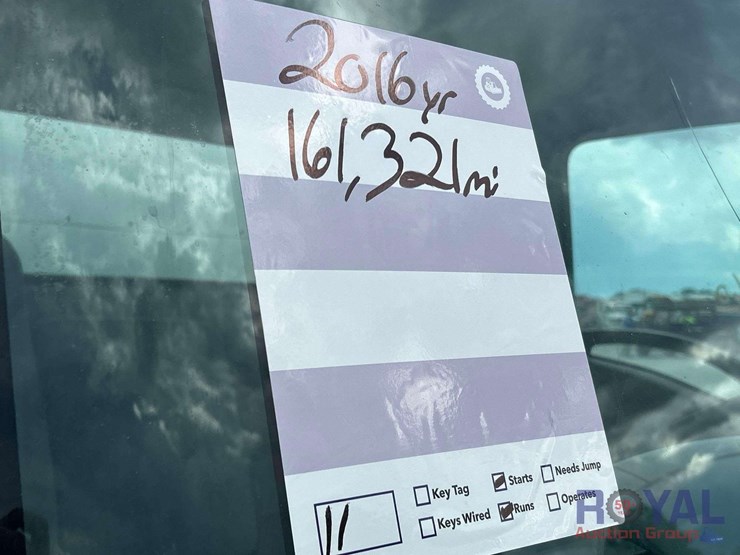 2016yr
161,321mi
Key Tag
Starts
Needs Jump
Keys Wired
Runs
Operates
11
ROYAL
Auction Group